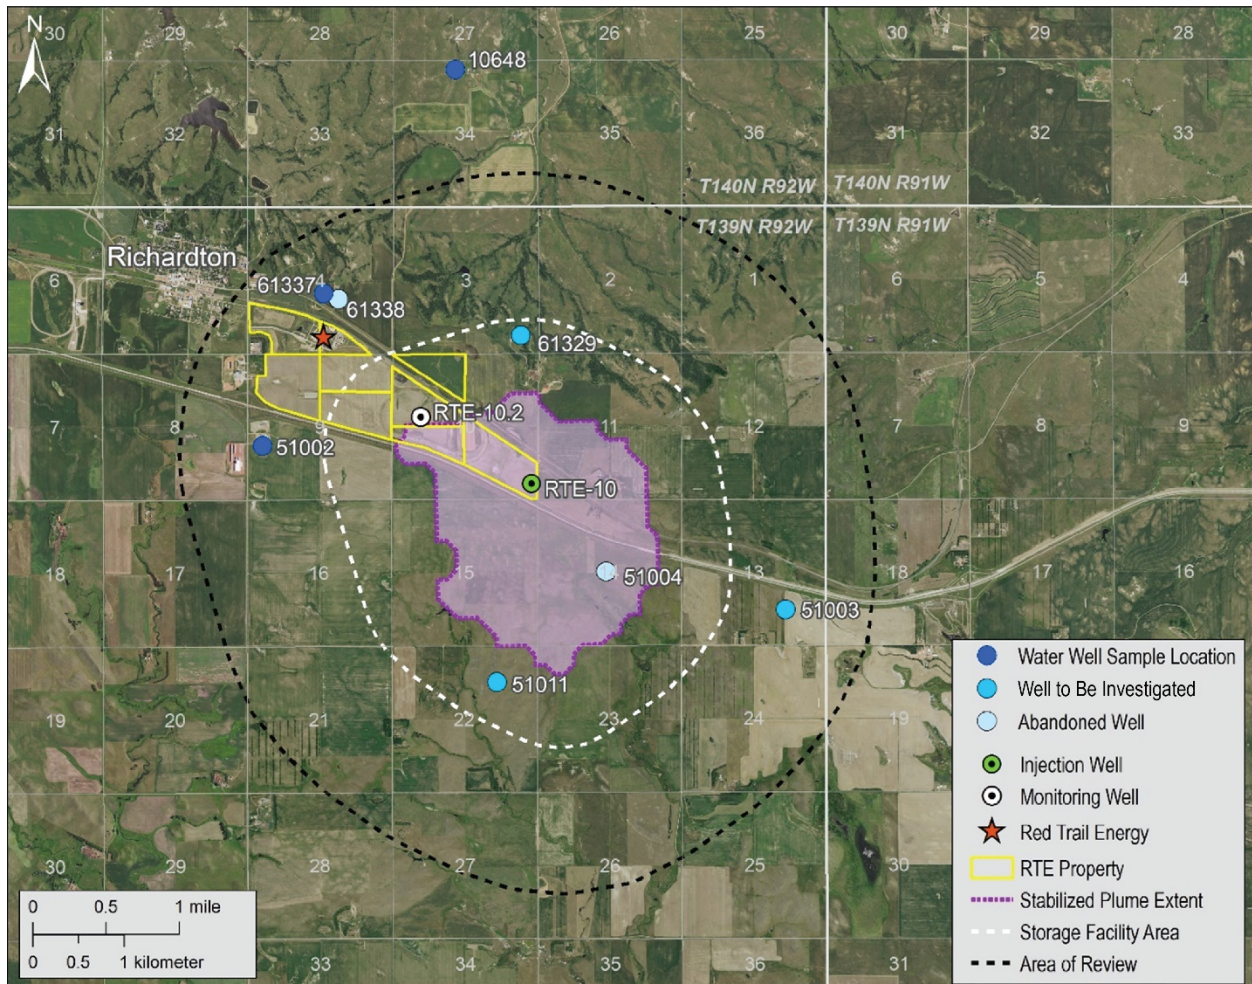 N
30 29 28 27 26 25 30 29 28
10648
31 32 33 34 35 36 31 32 33
T140N R92W T140N R91W
T139N R92W T139N R91W
Richardton
6 4 3 2 6 5 4
61337
61338
61329
RTE-10.2
7 8 9 11 12 7 8 9
51002
RTE-10
18 17 16 15 14 13 18 17 16
51004
51003
51011
19 20 21 22 23 24 19
30 29 28 27 26 25 30
33 34 35 36 31
0 0.5 1 mile
0 0.5 1 kilometer
Water Well Sample Location
Well to Be Investigated
Abandoned Well
Injection Well
Monitoring Well
Red Trail Energy
RTE Property
Stabilized Plume Extent
Storage Facility Area
Area of Review